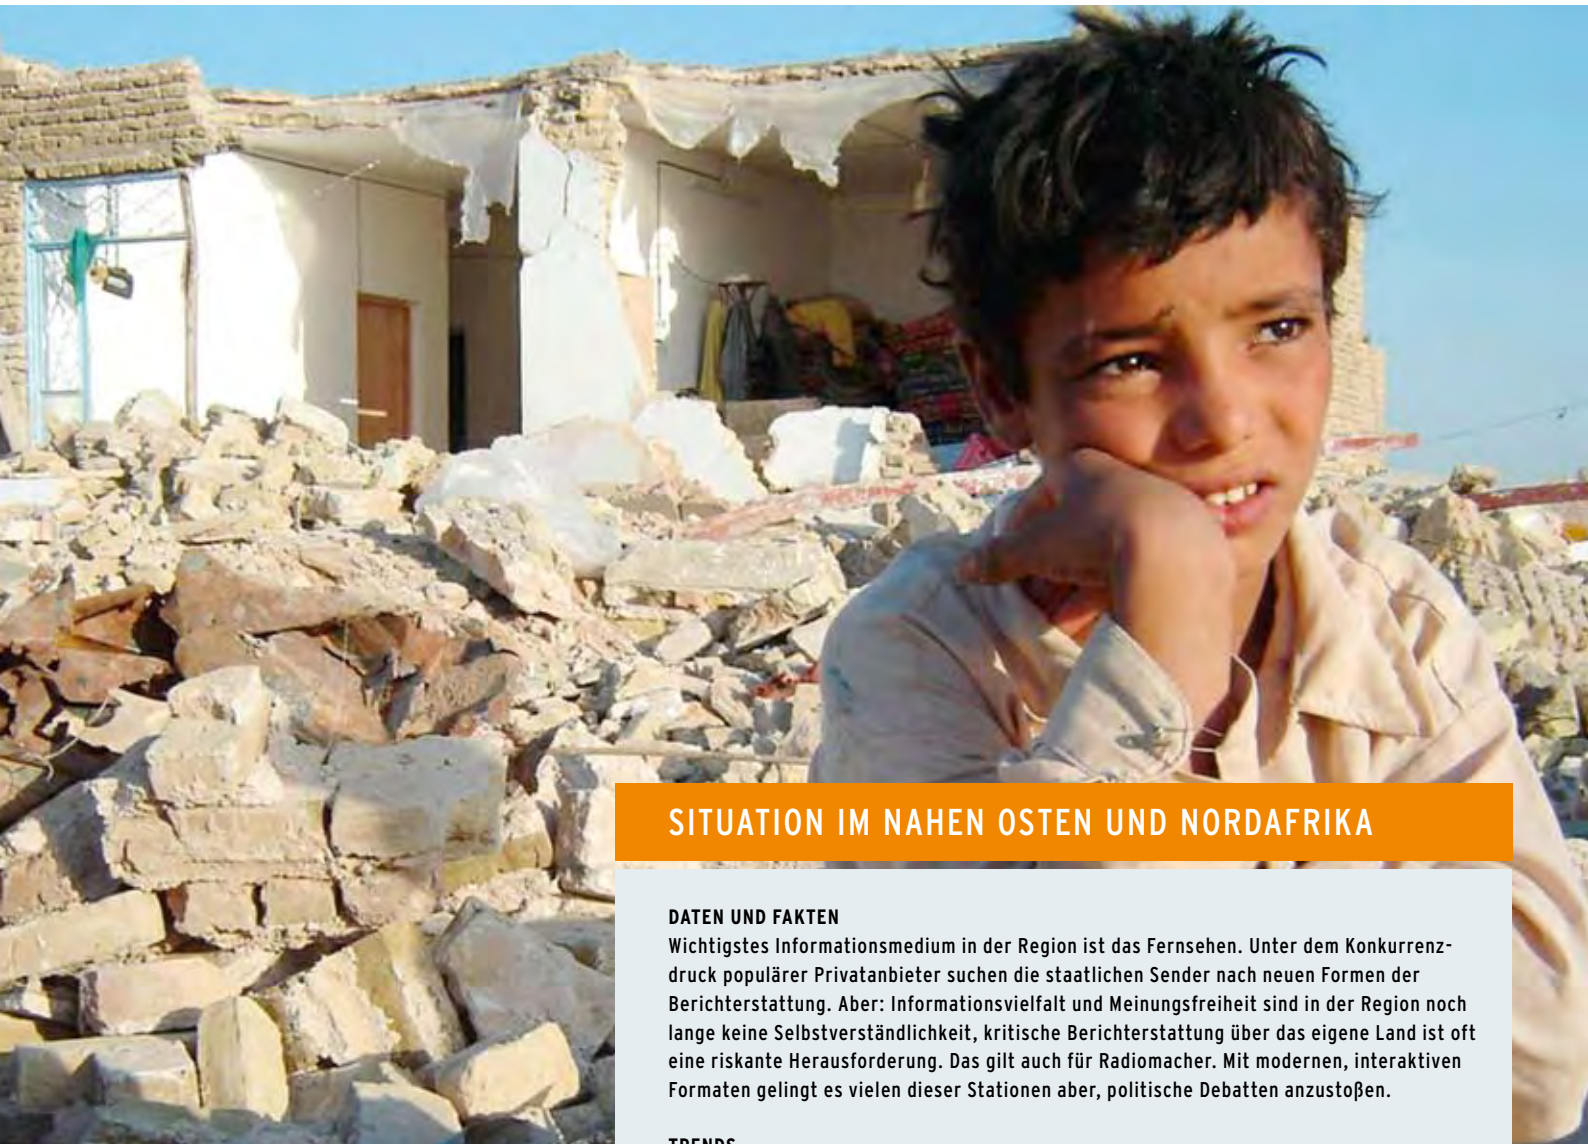 SITUATION IM NAHEN OSTEN UND NORDAFRIKA
DATEN UND FAKTEN
Wichtigstes Informationsmedium in der Region ist das Fernsehen. Unter dem Konkurrenz-
druck populärer Privatanbieter suchen die staatlichen Sender nach neuen Formen der
Berichterstattung. Aber: Informationsvielfalt und Meinungsfreiheit sind in der Region noch
lange keine Selbstverständlichkeit, kritische Berichterstattung über das eigene Land ist oft
eine riskante Herausforderung. Das gilt auch für Radiomacher. Mit modernen, interaktiven
Formaten gelingt es vielen dieser Stationen aber, politische Debatten anzustoßen.
TRENDS